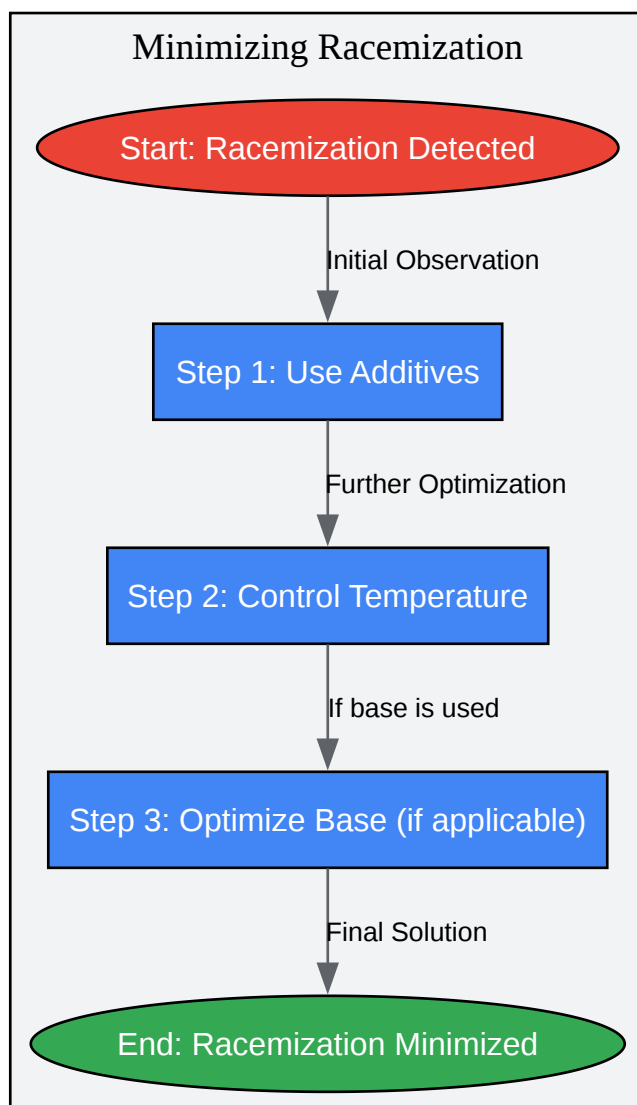 Minimizing Racemization
Start: Racemization Detected
Initial Observation
Step 1: Use Additives
Further Optimization
Step 2: Control Temperature
If base is used
Step 3: Optimize Base (if applicable)
Final Solution
End: Racemization Minimized